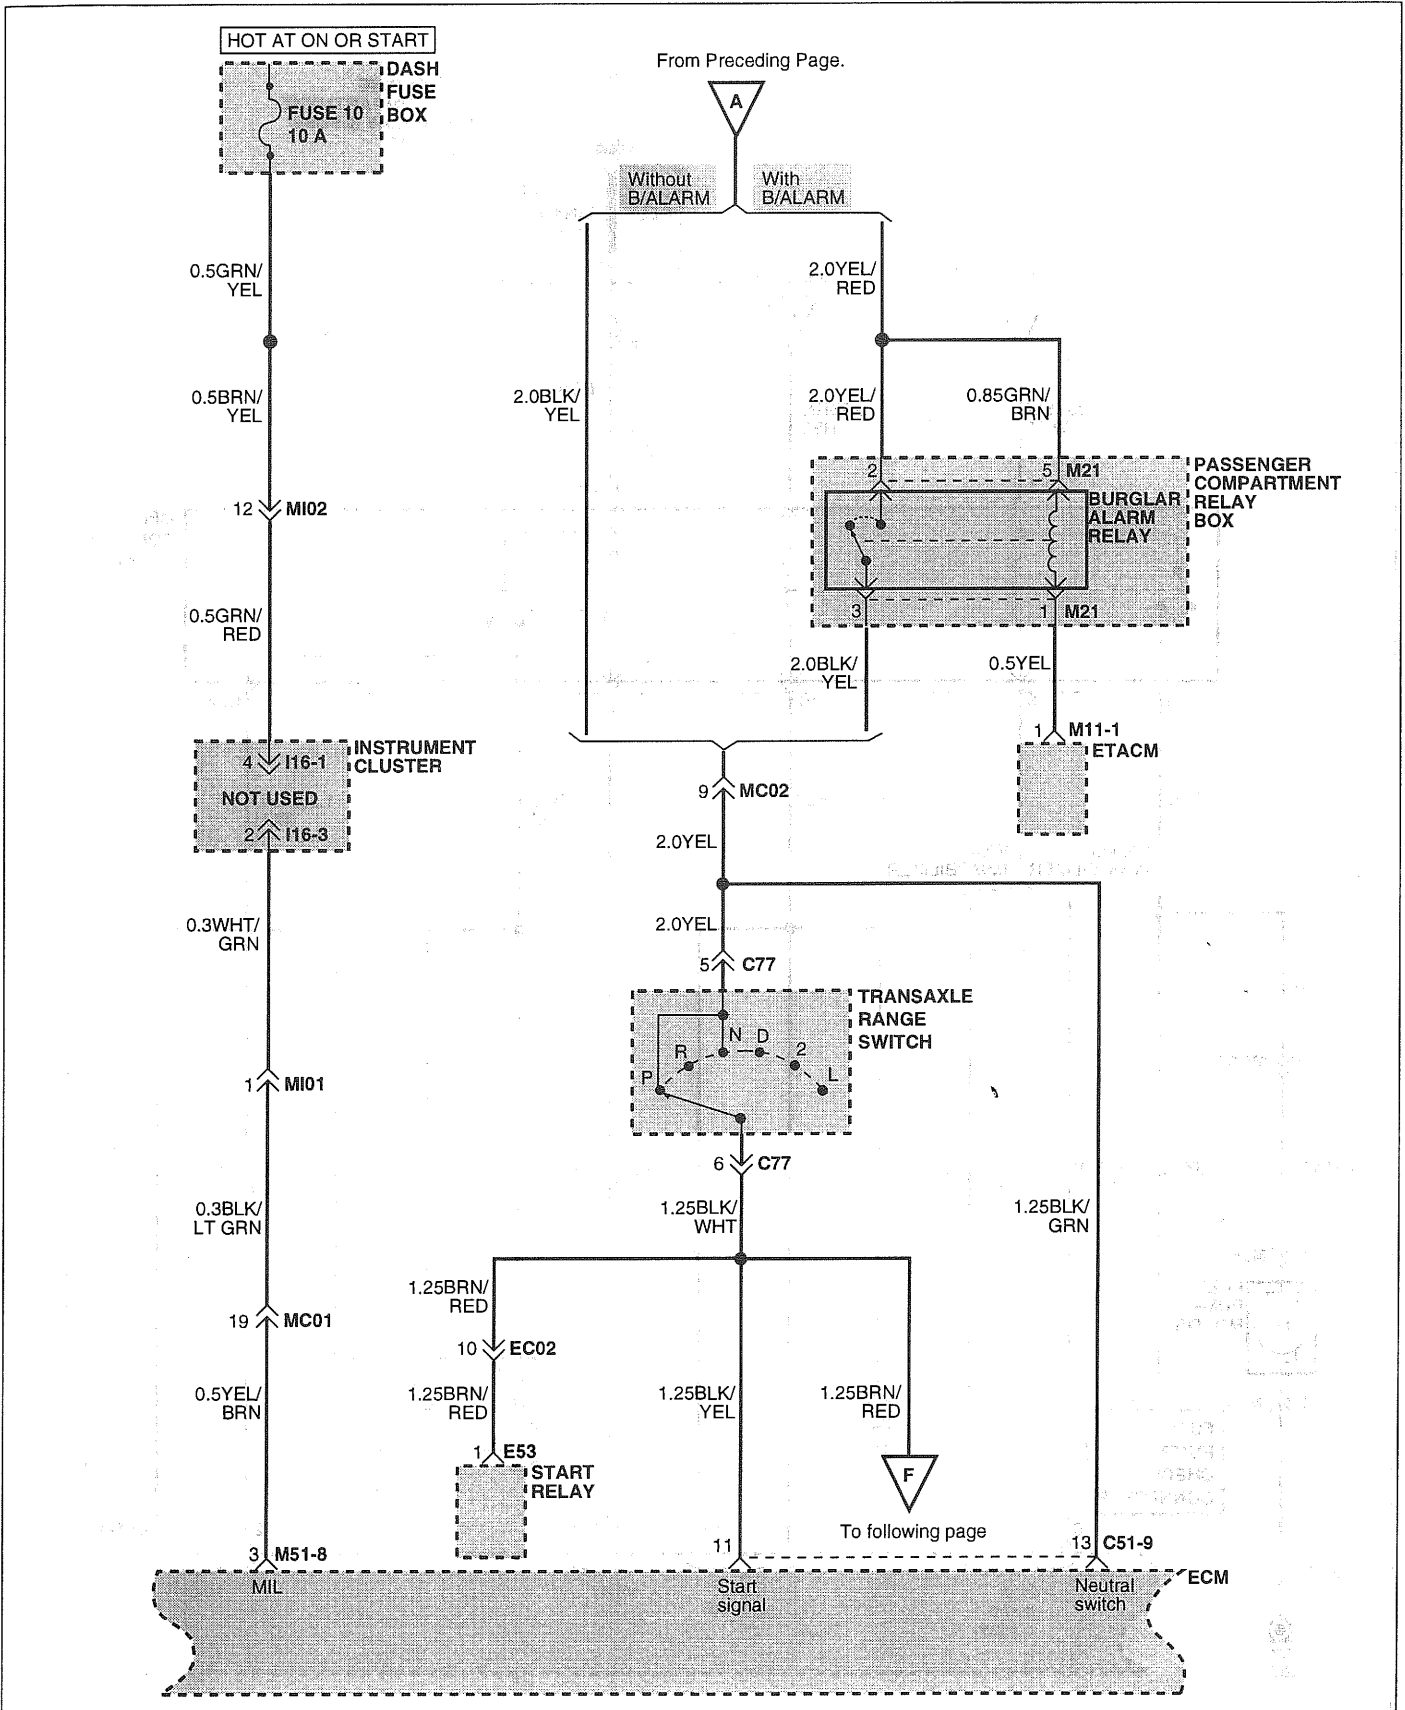 HOT AT ON OR START
DASH
FUSE
BOX
FUSE 10
10 A
From Preceding Page.
A
Without
B/ALARM
With
B/ALARM
0.5GRN/
YEL
2.0YEL/
RED
0.5BRN/
YEL
2.0BLK/
YEL
2.0YEL/
RED
0.85GRN/
BRN
12 MI02
2
5 M21
PASSENGER
COMPARTMENT
RELAY
BOX
BURGLAR
ALARM
RELAY
3
1 M21
0.5GRN/
RED
2.0BLK/
YEL
0.5YEL
1 M11-1
ETACM
INSTRUMENT
CLUSTER
4 I16-1
NOT USED
2 I16-3
9 MC02
2.0YEL
0.3WHT/
GRN
2.0YEL
5 C77
TRANSAXLE
RANGE
SWITCH
P
R
N
D
2
L
1 MI01
6 C77
0.3BLK/
LT GRN
1.25BLK/
WHT
1.25BLK/
GRN
19 MC01
1.25BRN/
RED
10 EC02
0.5YEL/
BRN
1.25BRN/
RED
1.25BLK/
YEL
1.25BRN/
RED
1 E53
START
RELAY
F
To following page
3 M51-8
11
13 C51-9
ECM
MIL
Start
signal
Neutral
switch